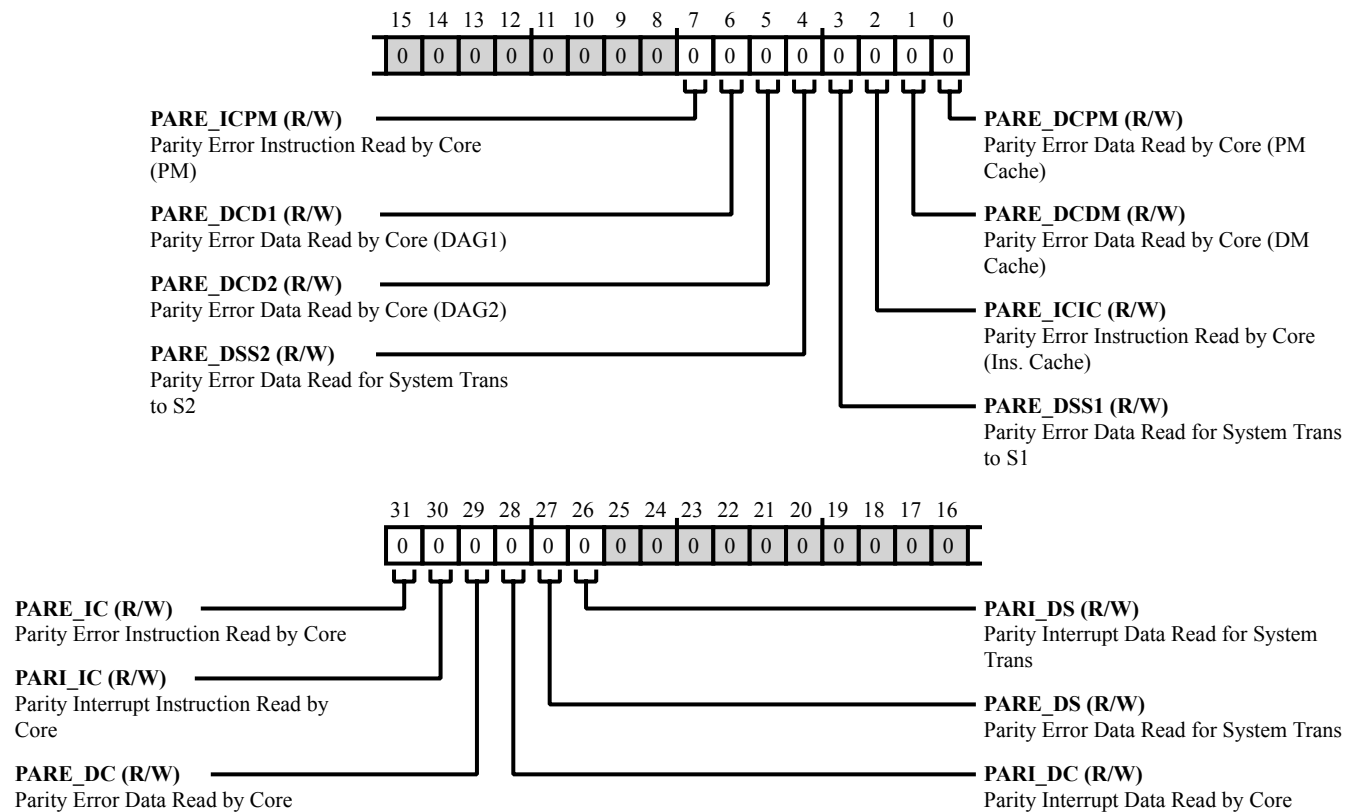 15 14 13 12 11 10 9 8 7 6 5 4 3 2 1 0
0 0 0 0 0 0 0 0 0 0 0 0 0 0 0 0
PARE_ICPM (R/W)
Parity Error Instruction Read by Core
(PM)
PARE_DCD1 (R/W)
Parity Error Data Read by Core (DAG1)
PARE_DCD2 (R/W)
Parity Error Data Read by Core (DAG2)
PARE_DSS2 (R/W)
Parity Error Data Read for System Trans
to S2
PARE_DCPM (R/W)
Parity Error Data Read by Core (PM
Cache)
PARE_DCDM (R/W)
Parity Error Data Read by Core (DM
Cache)
PARE_ICIC (R/W)
Parity Error Instruction Read by Core
(Ins. Cache)
PARE_DSS1 (R/W)
Parity Error Data Read for System Trans
to S1
31 30 29 28 27 26 25 24 23 22 21 20 19 18 17 16
0 0 0 0 0 0 0 0 0 0 0 0 0 0 0 0
PARE_IC (R/W)
Parity Error Instruction Read by Core
PARI_IC (R/W)
Parity Interrupt Instruction Read by
Core
PARE_DC (R/W)
Parity Error Data Read by Core
PARI_DS (R/W)
Parity Interrupt Data Read for System
Trans
PARE_DS (R/W)
Parity Error Data Read for System Trans
PARI_DC (R/W)
Parity Interrupt Data Read by Core